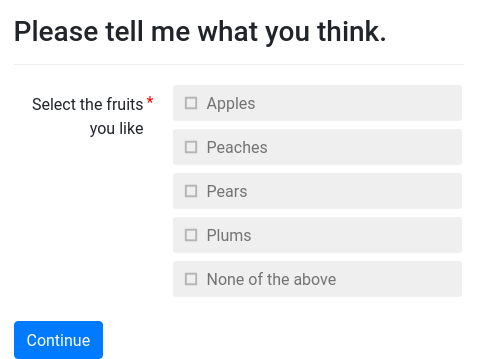 Please tell me what you think.
Select the fruits *
you like
Apples
Peaches
Pears
Plums
None of the above
Continue